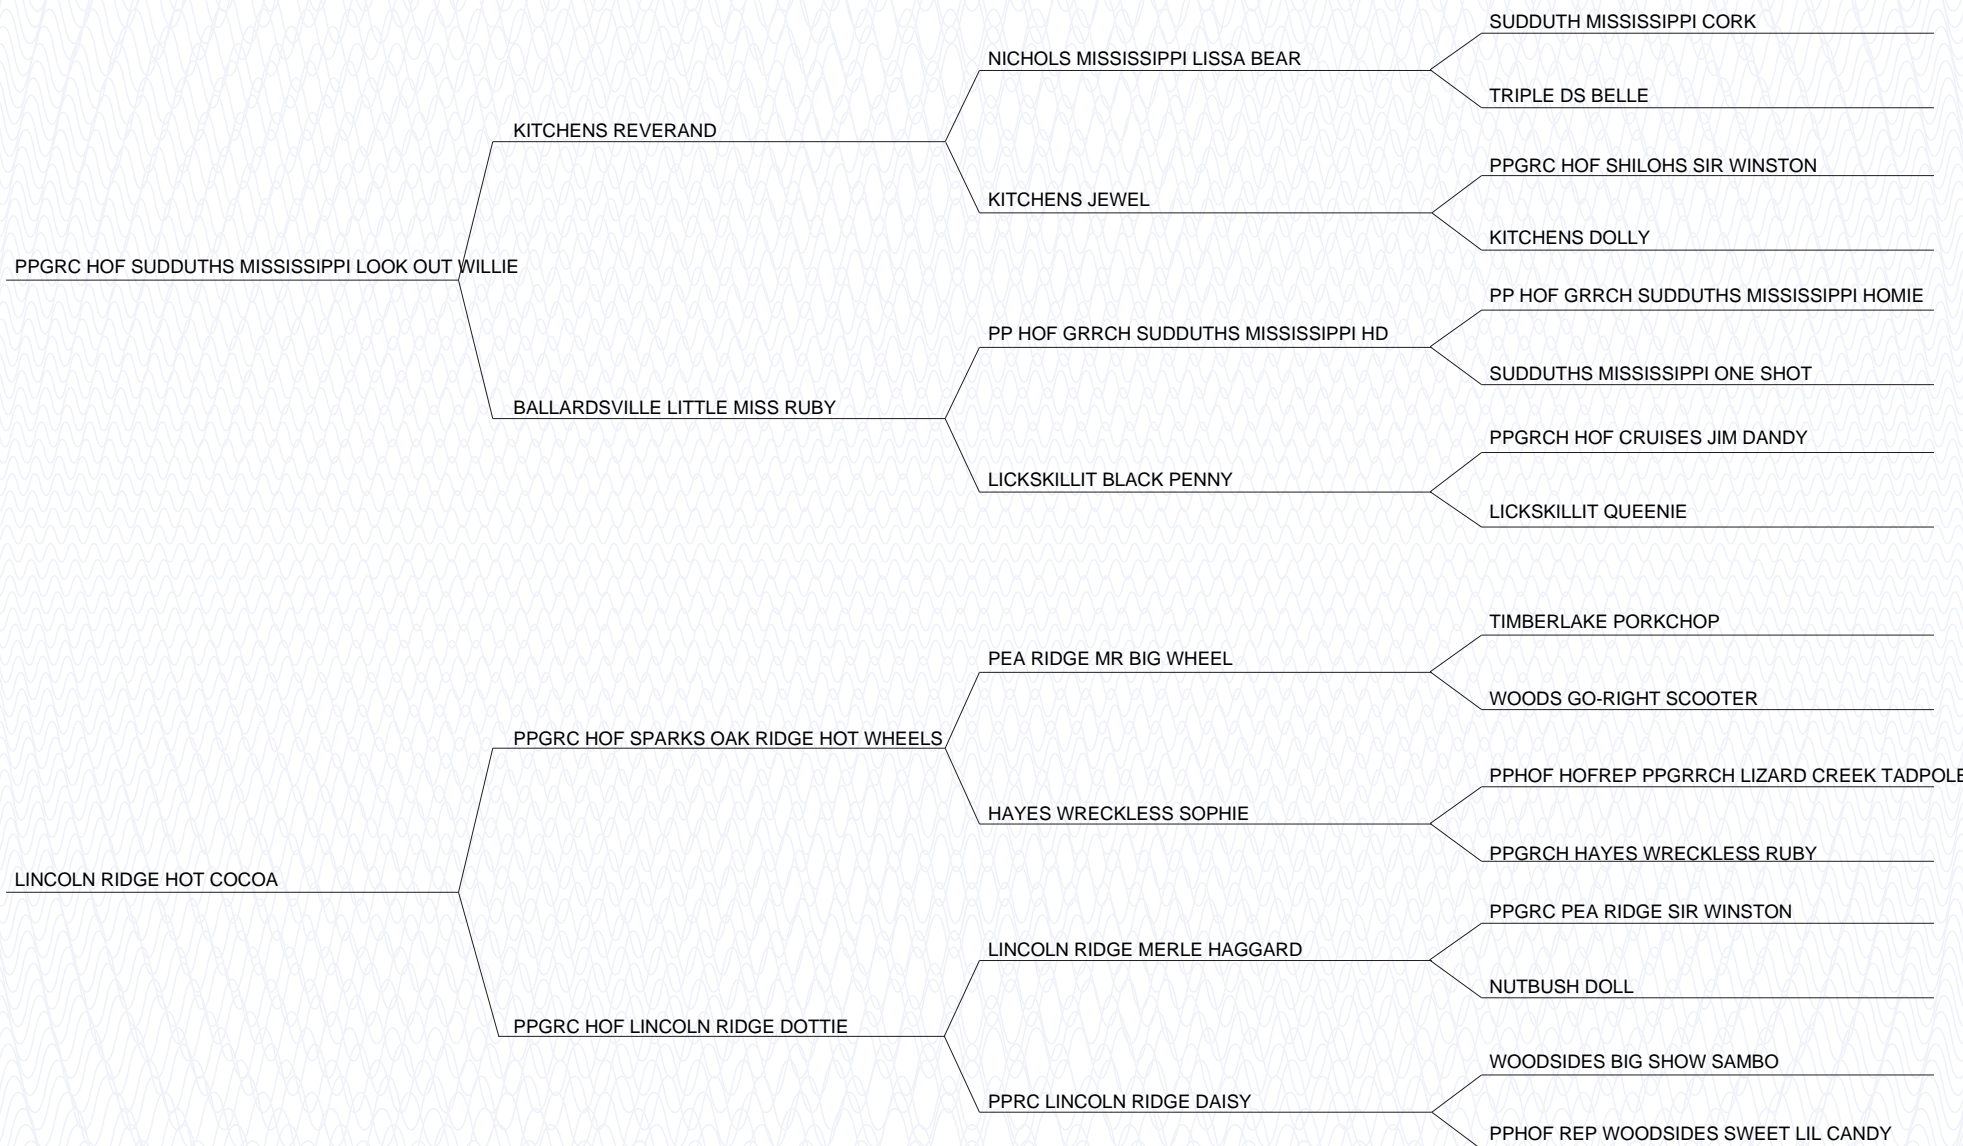 SUDDUTH MISSISSIPPI CORK
NICHOLS MISSISSIPPI LISSA BEAR
TRIPLE DS BELLE
KITCHENS REVERAND
PPGRC HOF SHILOHS SIR WINSTON
KITCHENS JEWEL
KITCHENS DOLLY
PPGRC HOF SUDDUTHS MISSISSIPPI LOOK OUT WILLIE
PP HOF GRRCH SUDDUTHS MISSISSIPPI HOMIE
PP HOF GRRCH SUDDUTHS MISSISSIPPI HD
SUDDUTHS MISSISSIPPI ONE SHOT
BALLARDSVILLE LITTLE MISS RUBY
PPGRCH HOF CRUISES JIM DANDY
LICKSKILLIT BLACK PENNY
LICKSKILLIT QUEENIE
TIMBERLAKE PORKCHOP
PEA RIDGE MR BIG WHEEL
WOODS GO-RIGHT SCOOTER
PPGRC HOF SPARKS OAK RIDGE HOT WHEELS
PPHOF HOFREP PPGRRCH LIZARD CREEK TADPOLE
HAYES WRECKLESS SOPHIE
PPGRCH HAYES WRECKLESS RUBY
LINCOLN RIDGE HOT COCOA
PPGRC PEA RIDGE SIR WINSTON
LINCOLN RIDGE MERLE HAGGARD
NUTBUSH DOLL
PPGRC HOF LINCOLN RIDGE DOTTIE
WOODSIDES BIG SHOW SAMBO
PPRC LINCOLN RIDGE DAISY
PPHOF REP WOODSIDES SWEET LIL CANDY